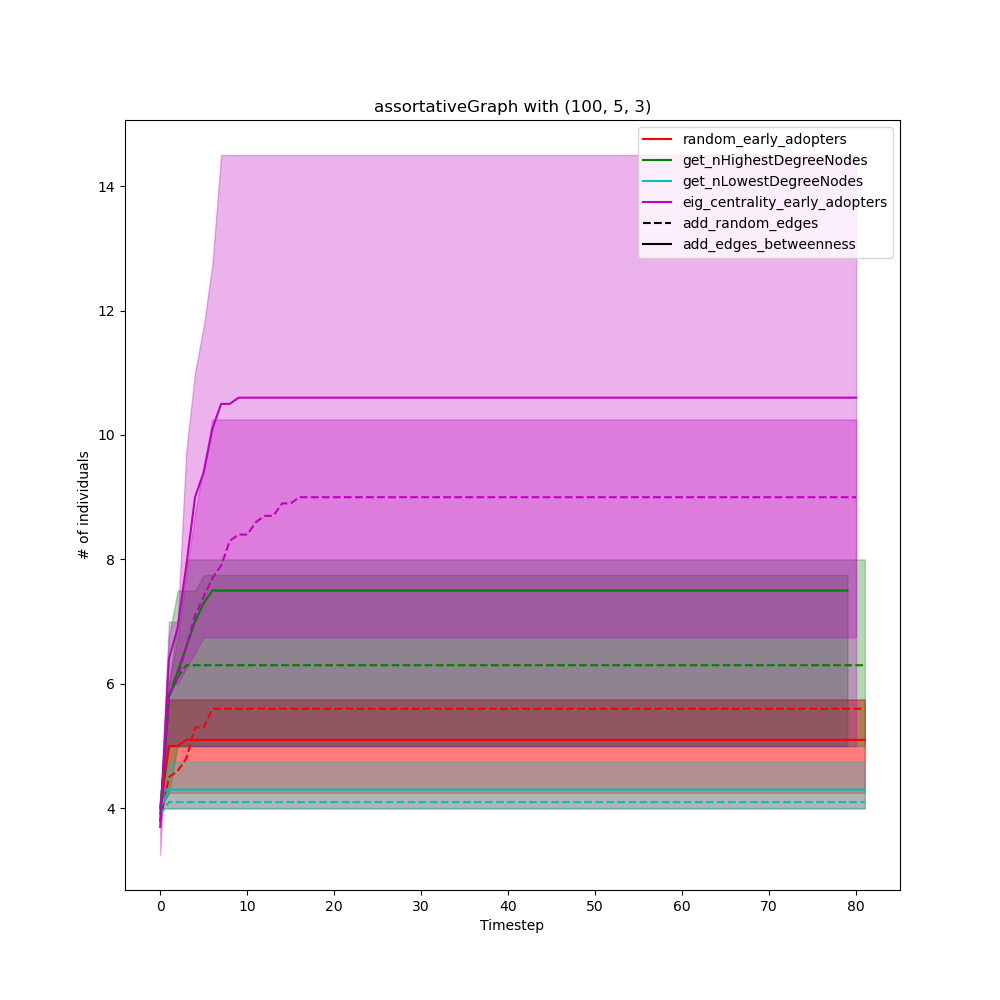 assortativeGraph with (100, 5, 3)
random_early_adopters
get_nHighestDegreeNodes
get_nLowestDegreeNodes
eig_centrality_early_adopters
add_random_edges
add_edges_betweenness
# of individuals
14
12
10
8
6
4
0 10 20 30 40 50 60 70 80
Timestep